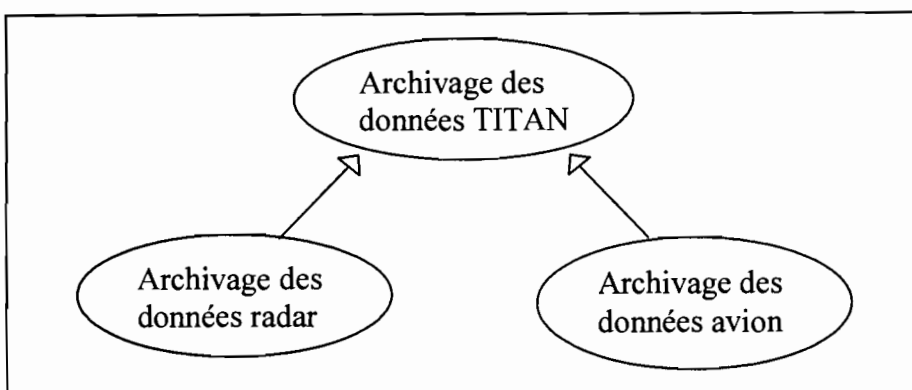 Archivage des
données TITAN
Archivage des
données radar
Archivage des
données avion